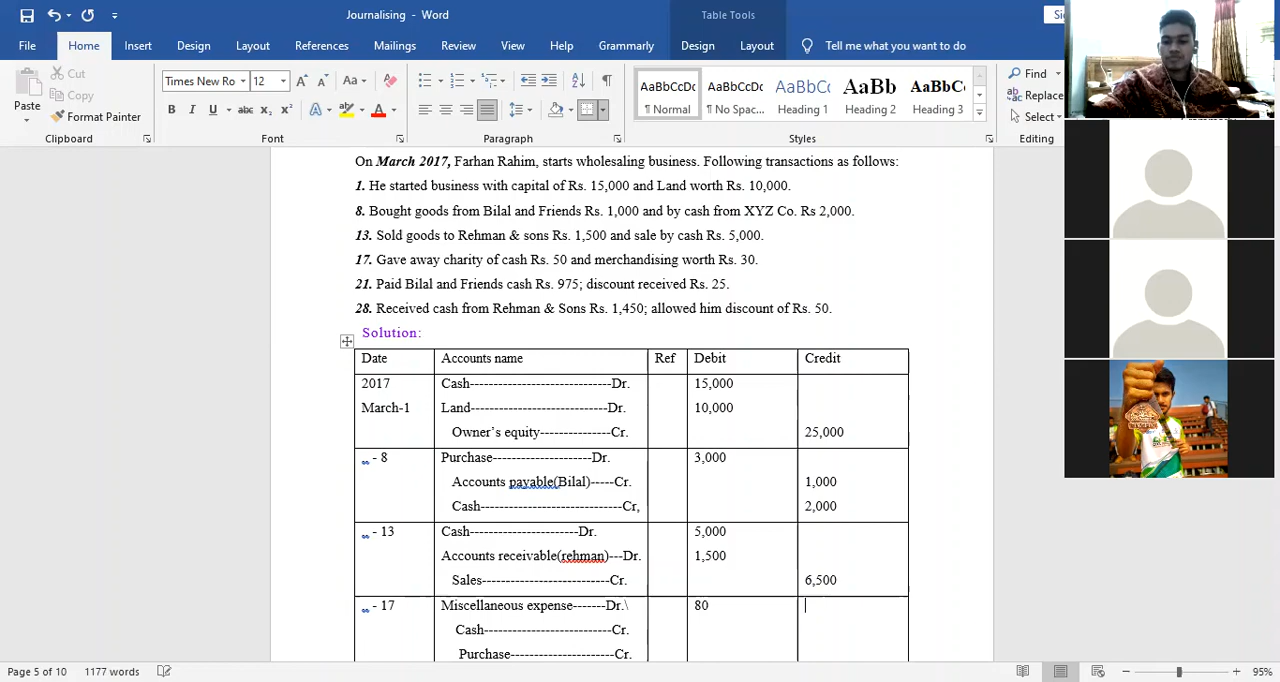 Journalising - Word
Table Tools
File Home Insert Design Layout References Mailings Review View Help Grammarly Design Layout Tell me what you want to do
Cut
Copy
Paste
Format Painter
Clipboard
Times New Ro 12
Font
Paragraph
AaBbCcDc AaBbCcDc AaBbCc AaBb AaBbC
¶ Normal ¶ No Spac... Heading 1 Heading 2 Heading 3
Styles
Find
Replace
Select
Editing
On March 2017, Farhan Rahim, starts wholesaling business. Following transactions as follows:
1. He started business with capital of Rs. 15,000 and Land worth Rs. 10,000.
8. Bought goods from Bilal and Friends Rs. 1,000 and by cash from XYZ Co. Rs 2,000.
13. Sold goods to Rehman & sons Rs. 1,500 and sale by cash Rs. 5,000.
17. Gave away charity of cash Rs. 50 and merchandising worth Rs. 30.
21. Paid Bilal and Friends cash Rs. 975; discount received Rs. 25.
28. Received cash from Rehman & Sons Rs. 1,450; allowed him discount of Rs. 50.
Solution:
Date Accounts name Ref Debit Credit
2017 Cash------------------------------Dr. 15,000
March-1 Land-----------------------------Dr. 10,000
Owner's equity---------------Cr. 25,000
„ - 8 Purchase---------------------Dr. 3,000
Accounts payable(Bilal)-----Cr. 1,000
Cash------------------------------Cr, 2,000
„ - 13 Cash-----------------------Dr. 5,000
Accounts receivable(rehman)---Dr. 1,500
Sales---------------------------Cr. 6,500
„ - 17 Miscellaneous expense-------Dr.\ 80
Cash---------------------------Cr.
Purchase---------------------Cr.
Page 5 of 10 1177 words 95%